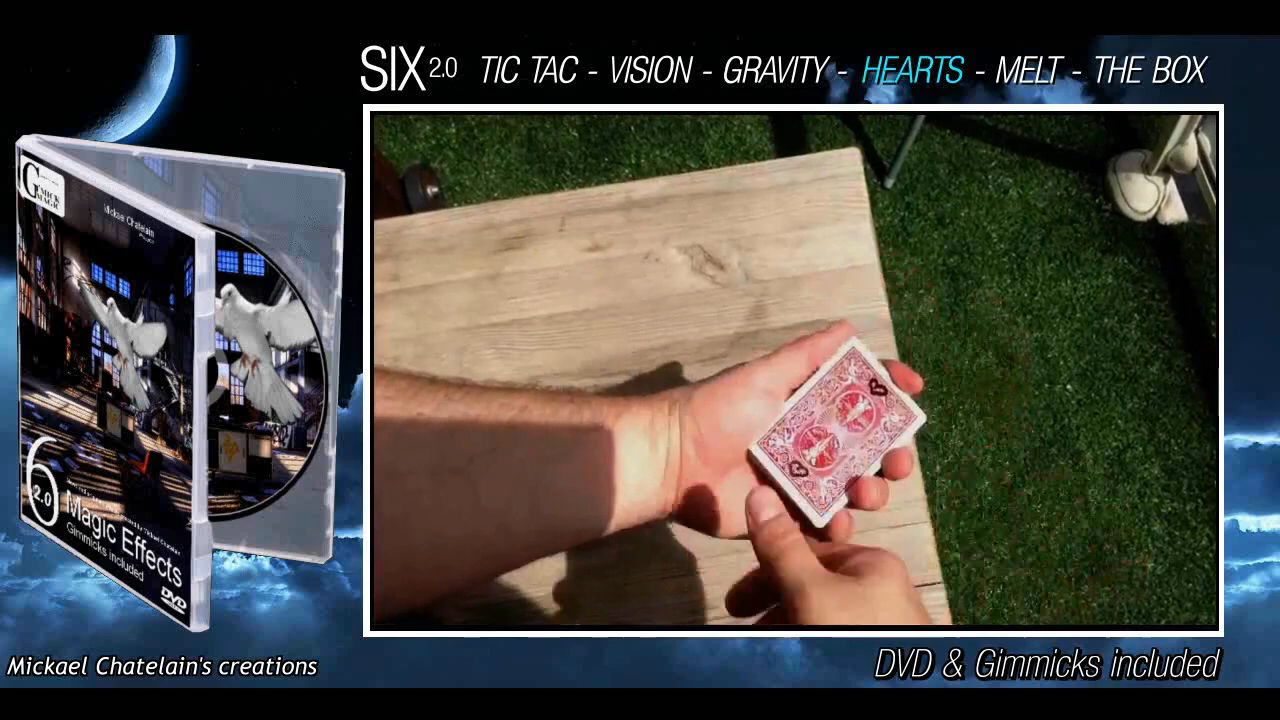 SIX 2.0 TIC TAC - VISION - GRAVITY - HEARTS - MELT - THE BOX
Mickael Chatelain
6 2.0
Magic Effects
Gimmicks included
DVD
Mickael Chatelain's creations
DVD & Gimmicks included